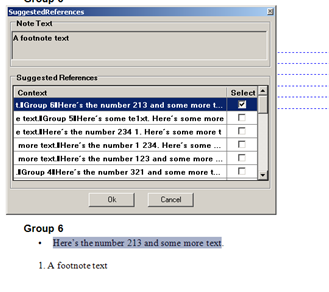 SuggestedReferences
Note Text
A footnote text
Suggested References
Context Select
t.‖Group 6‖Here's the number 213 and some more t...
e text.‖Group 5‖Here's some te1xt. Here's some more
e text.‖Here's the number 234 1. Here's some more t
more text.‖Here's the number 1 234. Here's some ...
more text.‖Here's the number 123 and some more ...
.‖Group 4‖Here's the number 321 and some more t...
Ok Cancel
Group 6
• Here's the number 213 and some more text.
1. A footnote text